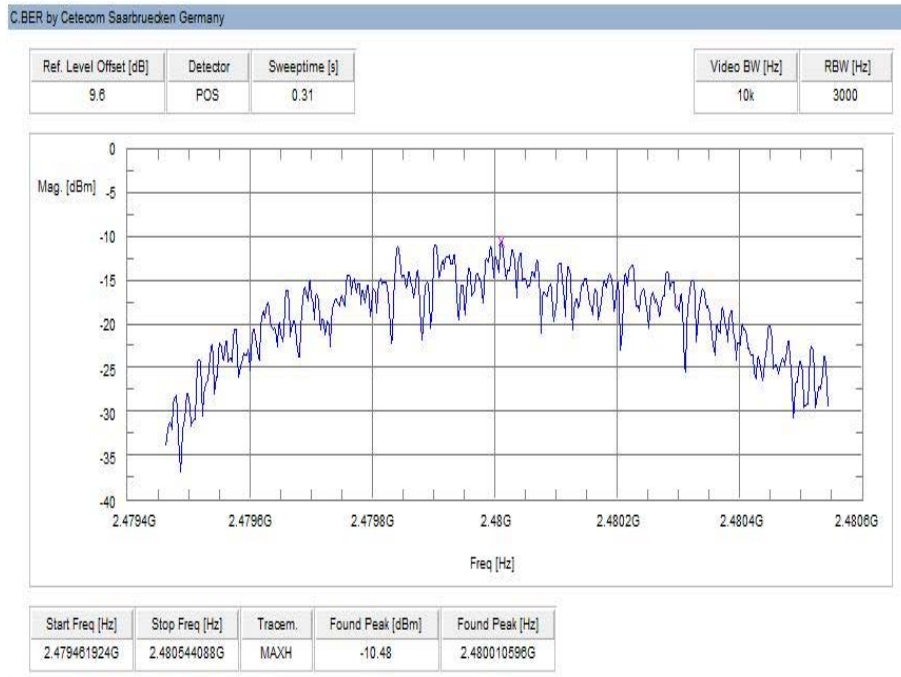 C.BER by Cetecom Saarbruecken Germany
Ref. Level Offset [dB] Detector Sweeptime [s] Video BW [Hz] RBW [Hz]
9.6 POS 0.31 10k 3000
0
Mag. [dBm]
-5
-10
-15
-20
-25
-30
-35
-40
2.4794G 2.4796G 2.4798G 2.48G 2.4802G 2.4804G 2.4806G
Freq [Hz]
Start Freq [Hz] Stop Freq [Hz] Tracem. Found Peak [dBm] Found Peak [Hz]
2.479461924G 2.480544088G MAXH -10.48 2.480010596G